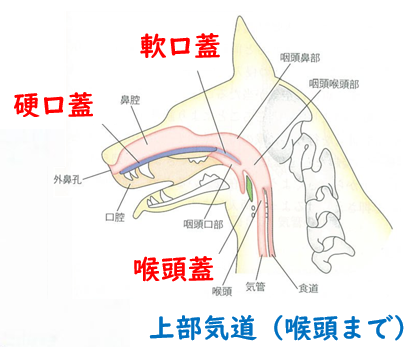 軟口蓋
咽頭鼻部
咽頭喉頭部
硬口蓋
鼻腔
外鼻孔
口腔
咽頭口部
喉頭蓋
喉頭
気管
食道
上部気道（喉頭まで）